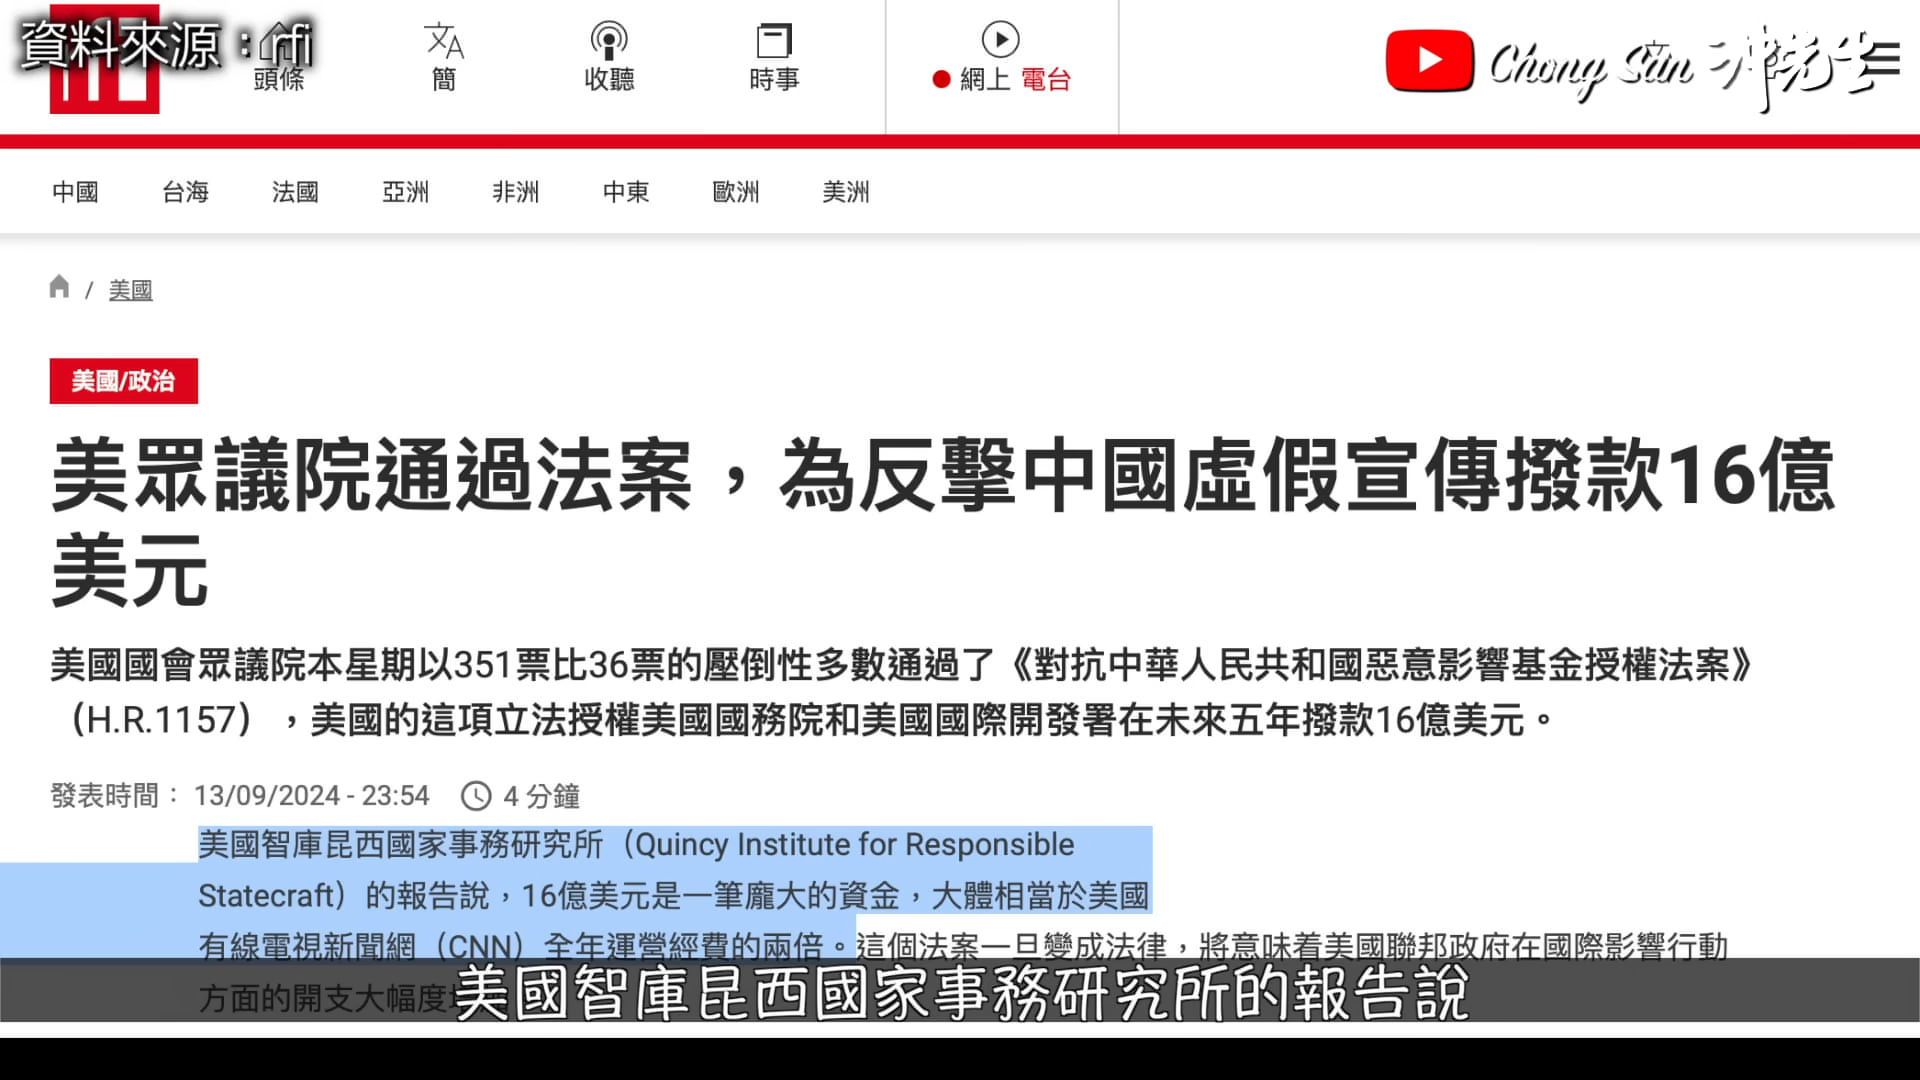 資料來源：rfi
頭條
簡
收聽
時事
網上 電台
Chong Sān 沖先生
中國 台海 法國 亞洲 非洲 中東 歐洲 美洲
/ 美國
美國/政治
美眾議院通過法案，為反擊中國虛假宣傳撥款16億
美元
美國國會眾議院本星期以351票比36票的壓倒性多數通過了《對抗中華人民共和國惡意影響基金授權法案》
（H.R.1157），美國的這項立法授權美國國務院和美國國際開發署在未來五年撥款16億美元。
發表時間： 13/09/2024 - 23:54 4 分鐘
美國智庫昆西國家事務研究所（Quincy Institute for Responsible
Statecraft）的報告說，16億美元是一筆龐大的資金，大體相當於美國
有線電視新聞網（CNN）全年運營經費的兩倍。這個法案一旦變成法律，將意味着美國聯邦政府在國際影響行動
方面的開支大幅度
美國智庫昆西國家事務研究所的報告說